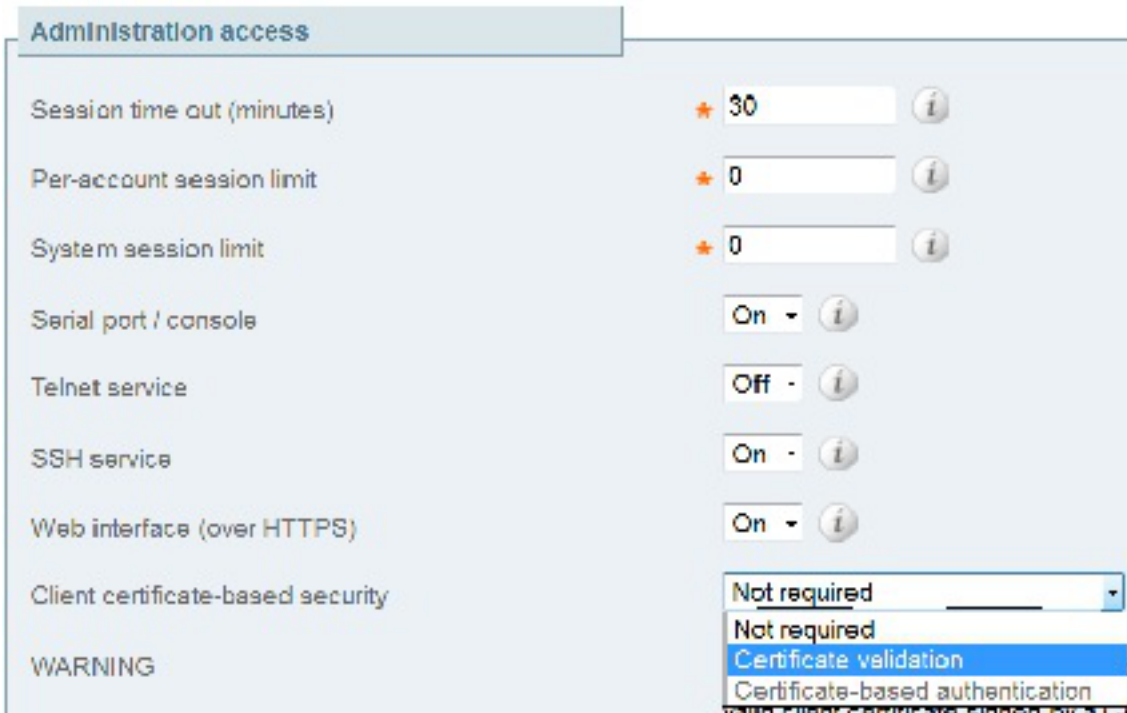 Administration access
Session time out (minutes) * 30 i
Per-account session limit * 0 i
System session limit * 0 i
Serial port / console On i
Telnet service Off i
SSH service On i
Web interface (over HTTPS) On i
Client certificate-based security Not required
Not required
WARNING Certificate validation
Certificate-based authentication